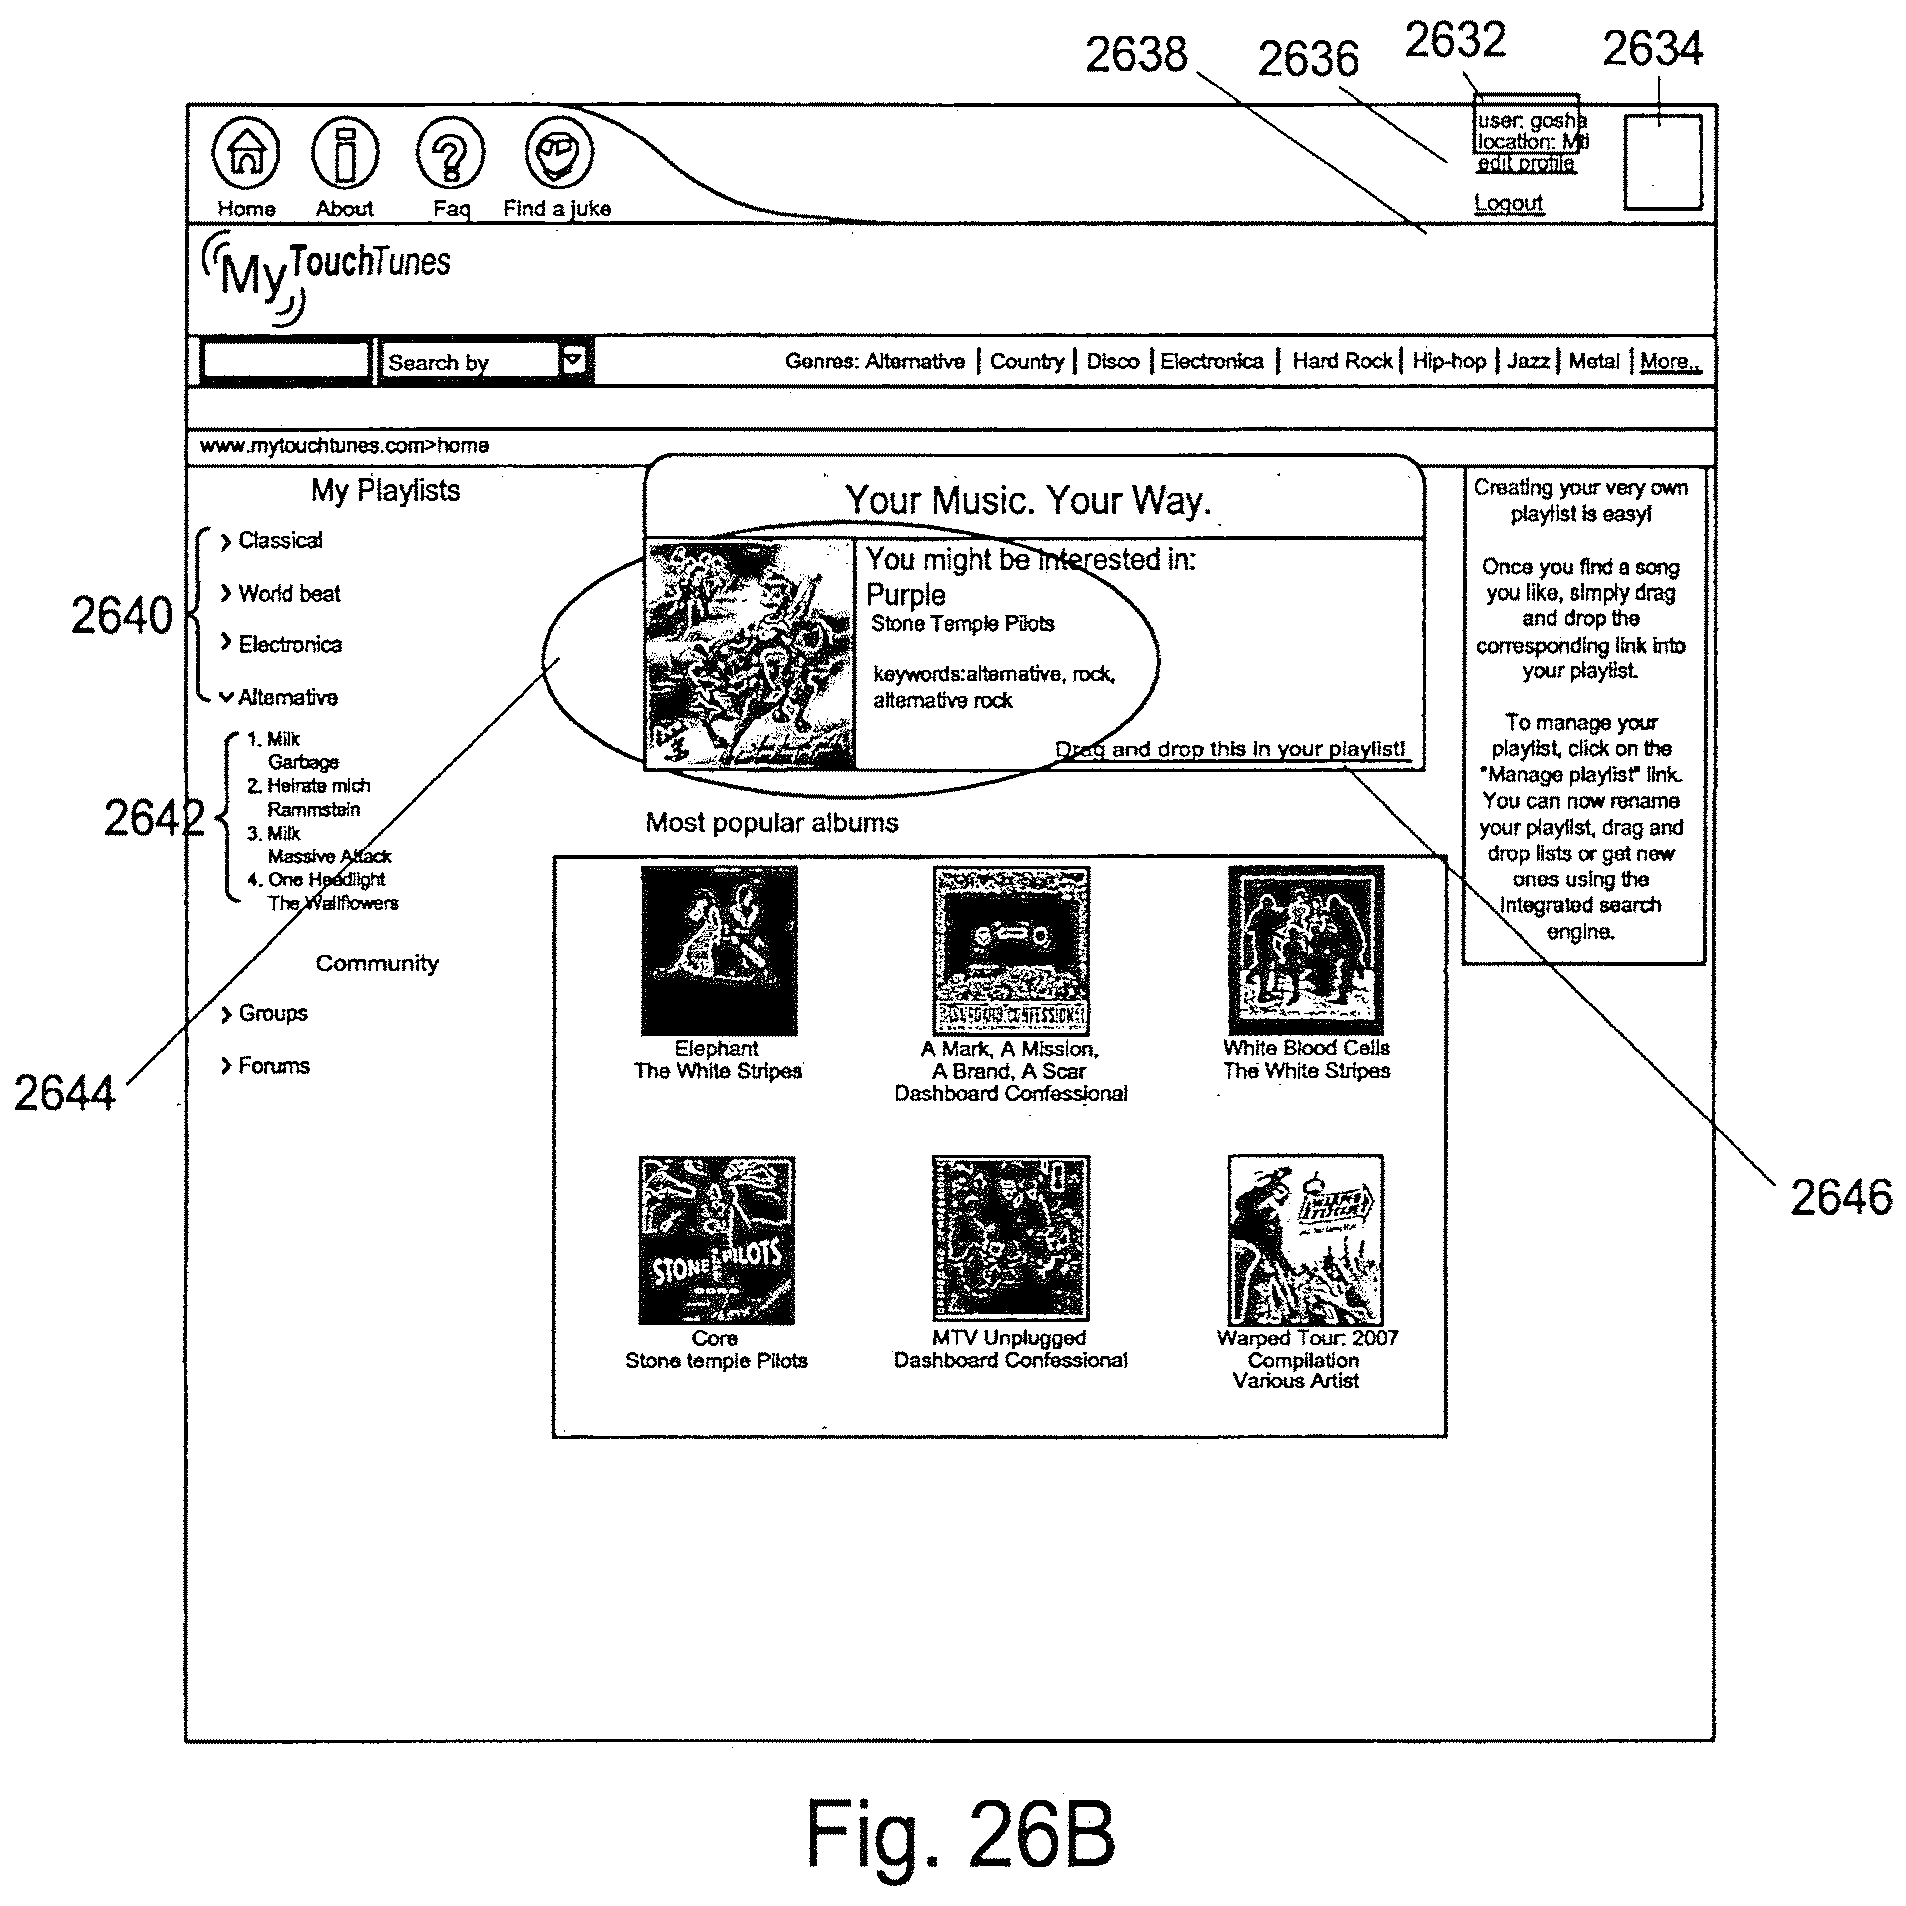 2638
2636
2632
2634
user: gosha
location: Mti
edit profile
Logout
Home
About
Faq
Find a juke
My TouchTunes
Search by
Genres: Alternative | Country | Disco | Electronica | Hard Rock | Hip-hop | Jazz | Metal | More..
www.mytouchtunes.com>home
My Playlists
2640
Classical
World beat
Electronica
Alternative
2642
1. Milk
Garbage
2. Heirate mich
Rammstein
3. Milk
Massive Attack
4. One Headlight
The Wallflowers
Community
Groups
Forums
2644
Your Music. Your Way.
You might be interested in:
Purple
Stone Temple Pilots
keywords:alternative, rock,
alternative rock
Drag and drop this in your playlist!
2646
Most popular albums
Elephant
The White Stripes
A Mark, A Mission,
A Brand, A Scar
Dashboard Confessional
White Blood Cells
The White Stripes
STONE PILOTS
Core
Stone temple Pilots
MTV Unplugged
Dashboard Confessional
Warped Tour: 2007
Compilation
Various Artist
Creating your very own
playlist is easy!
Once you find a song
you like, simply drag
and drop the
corresponding link into
your playlist.
To manage your
playlist, click on the
"Manage playlist" link.
You can now rename
your playlist, drag and
drop lists or get new
ones using the
integrated search
engine.
Fig. 26B